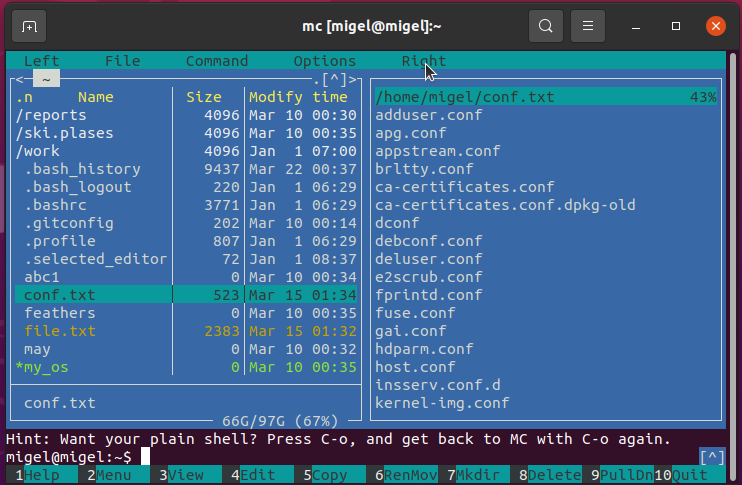 mc [migel@migel]:~
Left File Command Options Right
<─ ~ ─.[^]>
.n Name Size Modify time
/reports 4096 Mar 10 00:30
/ski.plases 4096 Mar 10 00:35
/work 4096 Jan 1 07:00
.bash_history 9437 Mar 22 00:37
.bash_logout 220 Jan 1 06:29
.bashrc 3771 Jan 1 06:29
.gitconfig 202 Mar 10 00:14
.profile 807 Jan 1 06:29
.selected_editor 72 Jan 1 08:37
abc1 0 Mar 10 00:34
conf.txt 523 Mar 15 01:34
feathers 0 Mar 10 00:35
file.txt 2383 Mar 15 01:32
may 0 Mar 10 00:32
*my_os 0 Mar 10 00:35
conf.txt
66G/97G (67%)
/home/migel/conf.txt 43%
adduser.conf
apg.conf
appstream.conf
brltty.conf
ca-certificates.conf
ca-certificates.conf.dpkg-old
dconf
debconf.conf
deluser.conf
e2scrub.conf
fprintd.conf
fuse.conf
gai.conf
hdparm.conf
host.conf
insserv.conf.d
kernel-img.conf
Hint: Want your plain shell? Press C-o, and get back to MC with C-o again.
migel@migel:~$ [^]
1Help 2Menu 3View 4Edit 5Copy 6RenMov 7Mkdir 8Delete 9PullDn 10Quit